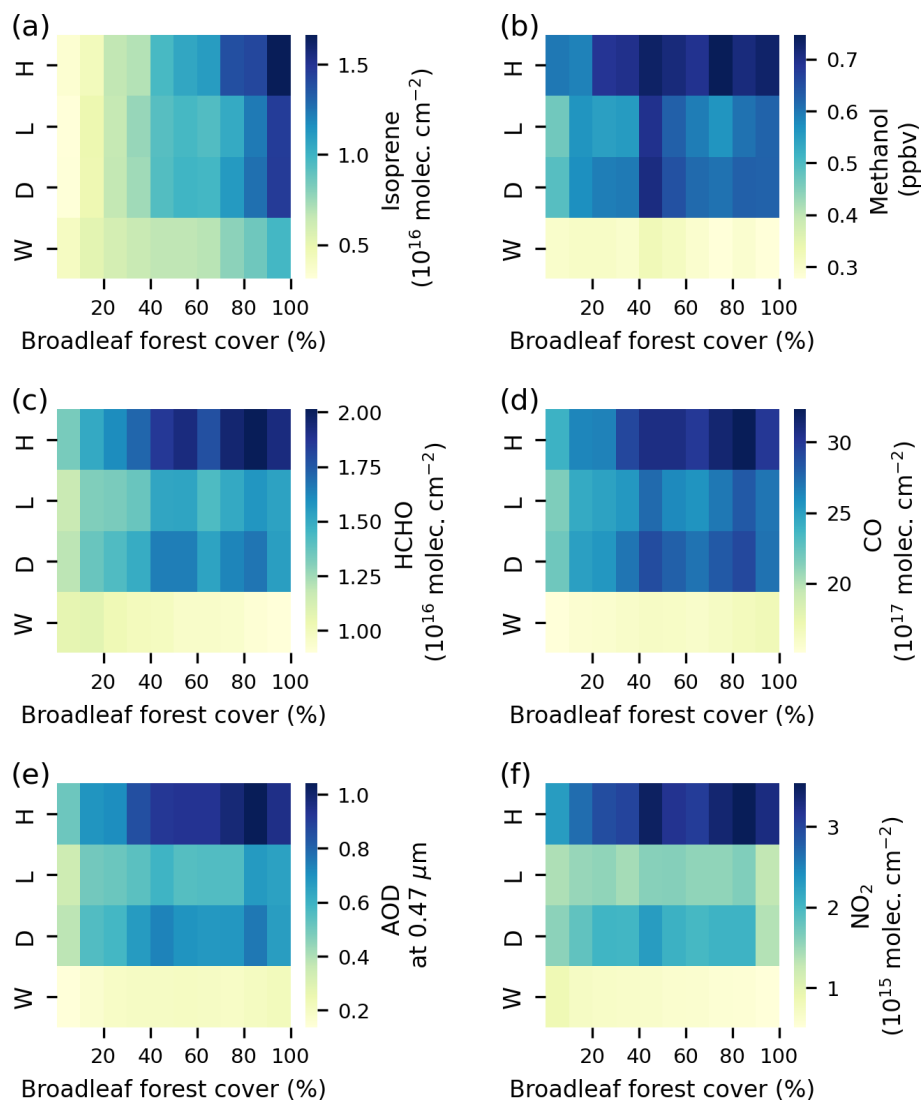 (a)
H
L
D
W
20 40 60 80 100
Broadleaf forest cover (%)
1.5
1.0
0.5
Isoprene
(10¹⁶ molec. cm⁻²)
(b)
H
L
D
W
20 40 60 80 100
Broadleaf forest cover (%)
0.7
0.6
0.5
0.4
0.3
Methanol
(ppbv)
(c)
H
L
D
W
20 40 60 80 100
Broadleaf forest cover (%)
2.00
1.75
1.50
1.25
1.00
HCHO
(10¹⁶ molec. cm⁻²)
(d)
H
L
D
W
20 40 60 80 100
Broadleaf forest cover (%)
30
25
20
CO
(10¹⁷ molec. cm⁻²)
(e)
H
L
D
W
20 40 60 80 100
Broadleaf forest cover (%)
1.0
0.8
0.6
0.4
0.2
AOD
at 0.47 μm
(f)
H
L
D
W
20 40 60 80 100
Broadleaf forest cover (%)
3
2
1
NO₂
(10¹⁵ molec. cm⁻²)